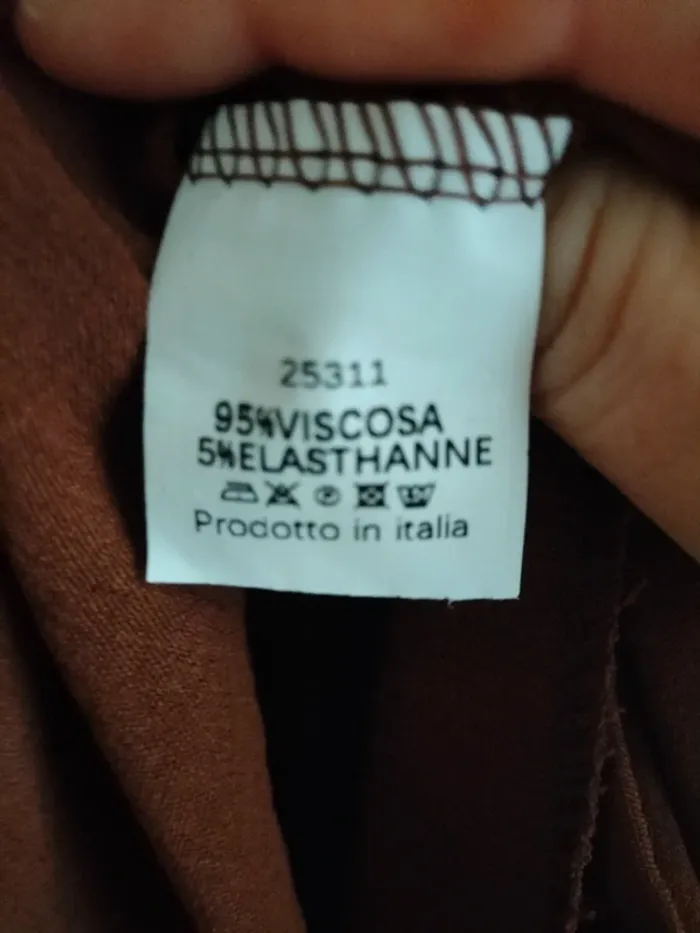 25311
95%VISCOSA
5%ELASTHANNE
Prodotto in italia